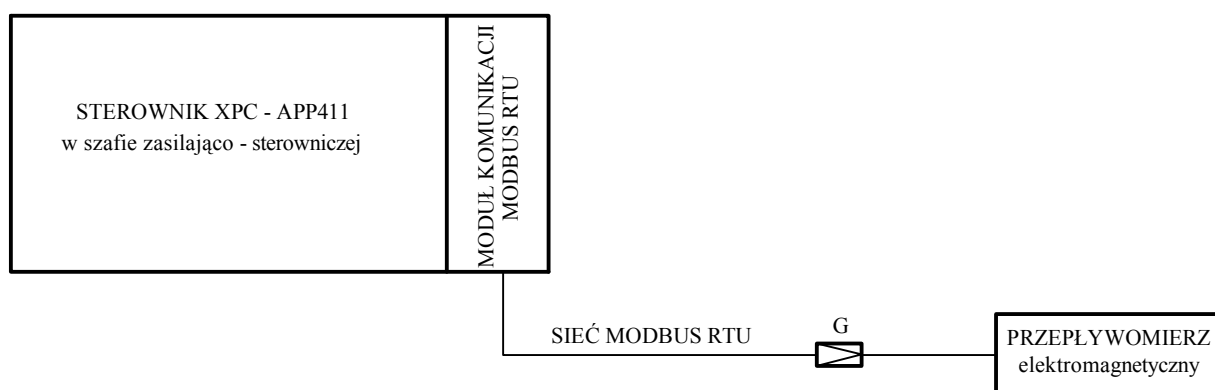 STEROWNIK XPC - APP411
w szafie zasilająco - sterowniczej
MODUŁ KOMUNIKACJI
MODBUS RTU
SIEĆ MODBUS RTU
G
PRZEPŁYWOMIERZ
elektromagnetyczny